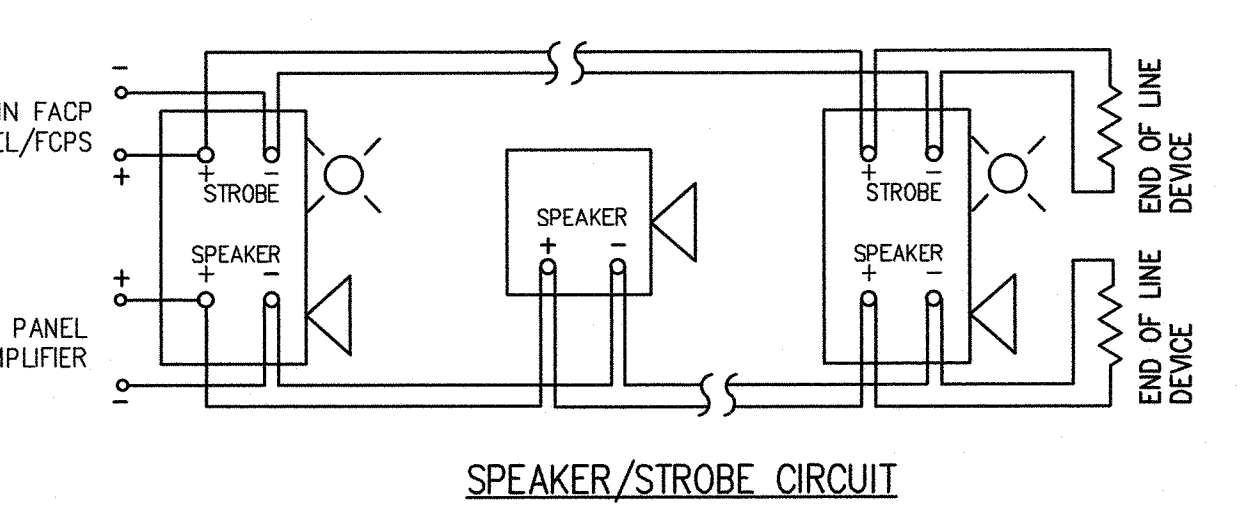 −
IN FACP
EL/FCPS
+
+ −
STROBE
SPEAKER
+ −
+
PANEL
MPLIFIER
−
SPEAKER
+ −
+ −
STROBE
SPEAKER
+ −
END OF LINE
DEVICE
END OF LINE
DEVICE
SPEAKER/STROBE CIRCUIT